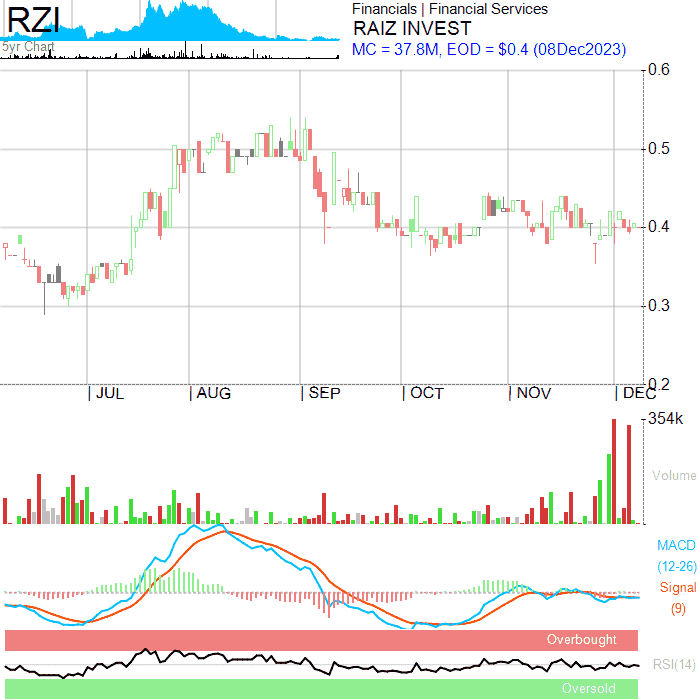 RZI
5yr Chart
Financials | Financial Services
RAIZ INVEST
MC = 37.8M, EOD = $0.4 (08Dec2023)
0.6
0.5
0.4
0.3
0.2
| JUL | AUG | SEP | OCT | NOV | DEC
354k
Volume
MACD
(12-26)
Signal
(9)
Overbought
RSI(14)
Oversold